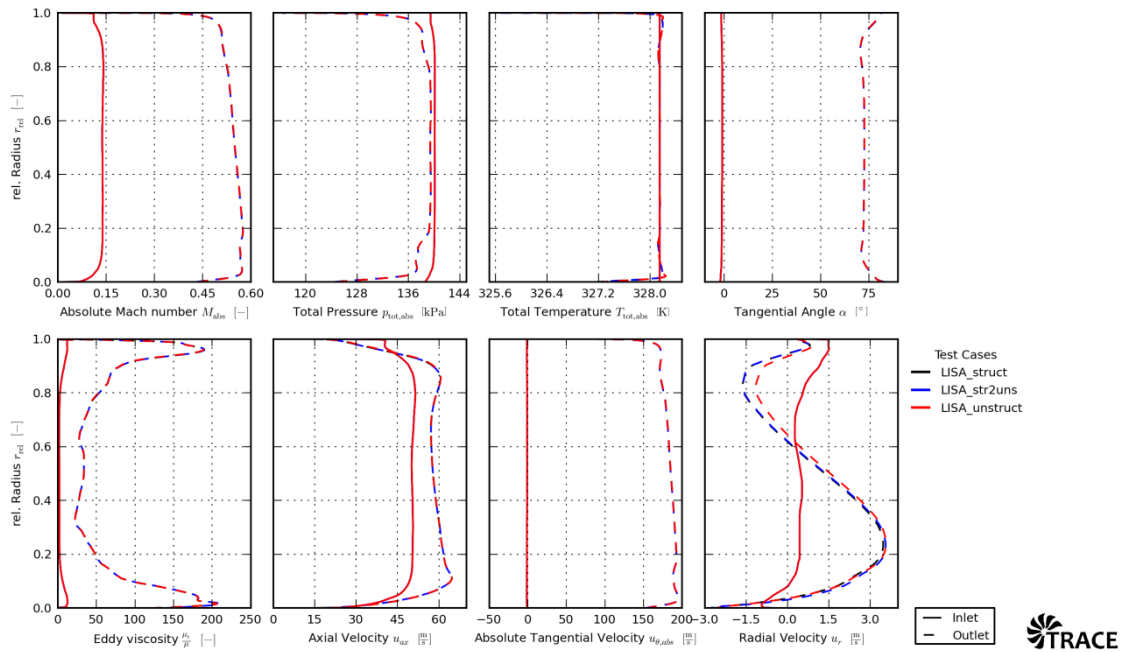 1.0
0.8
0.6
0.4
0.2
0.0
rel. Radius r_rel [−]
0.00 0.15 0.30 0.45 0.60
Absolute Mach number M_abs [−]
120 128 136 144
Total Pressure p_tot,abs [kPa]
325.6 326.4 327.2 328.0
Total Temperature T_tot,abs [K]
0 25 50 75
Tangential Angle α [°]
1.0
0.8
0.6
0.4
0.2
0.0
rel. Radius r_rel [−]
0 50 100 150 200 250
Eddy viscosity μ_t/μ [−]
0 15 30 45 60
Axial Velocity u_ax [m/s]
−50 0 50 100 150 200
Absolute Tangential Velocity u_θ,abs [m/s]
−3.0 −1.5 0.0 1.5 3.0
Radial Velocity u_r [m/s]
Test Cases
LISA_struct
LISA_str2uns
LISA_unstruct
Inlet
Outlet
TRACE